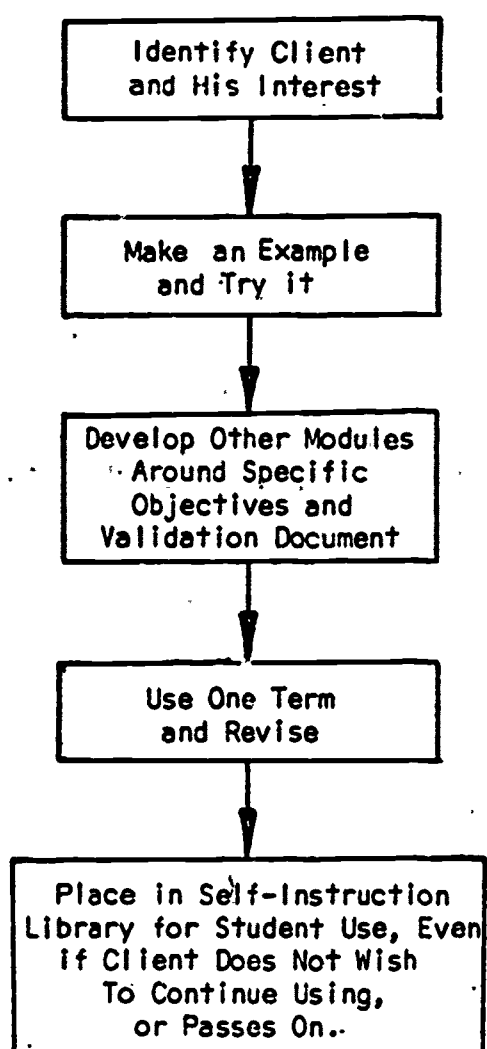 Identify Client
and His Interest
Make an Example
and Try it
Develop Other Modules
Around Specific
Objectives and
Validation Document
Use One Term
and Revise
Place in Self-Instruction
Library for Student Use, Even
if Client Does Not Wish
To Continue Using,
or Passes On.